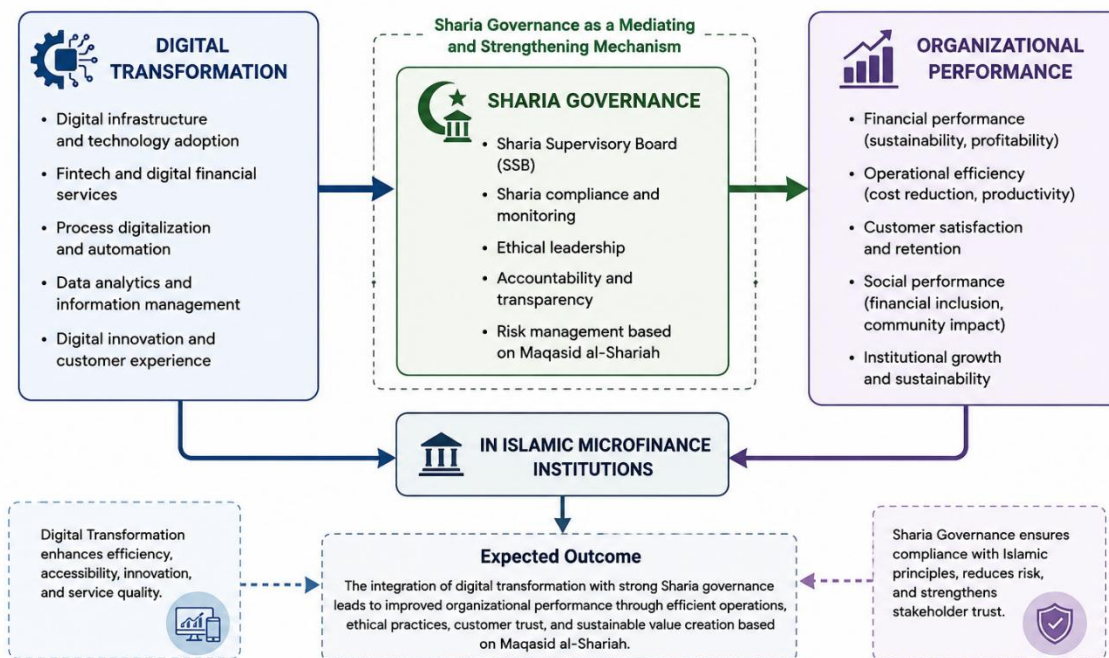 DIGITAL
TRANSFORMATION
• Digital infrastructure
and technology adoption
• Fintech and digital financial
services
• Process digitalization
and automation
• Data analytics and
information management
• Digital innovation and
customer experience
Sharia Governance as a Mediating
and Strengthening Mechanism
SHARIA GOVERNANCE
• Sharia Supervisory Board
(SSB)
• Sharia compliance and
monitoring
• Ethical leadership
• Accountability and
transparency
• Risk management based
on Maqasid al-Shariah
ORGANIZATIONAL
PERFORMANCE
• Financial performance
(sustainability, profitability)
• Operational efficiency
(cost reduction, productivity)
• Customer satisfaction
and retention
• Social performance
(financial inclusion,
community impact)
• Institutional growth
and sustainability
IN ISLAMIC MICROFINANCE
INSTITUTIONS
Digital Transformation
enhances efficiency,
accessibility, innovation,
and service quality.
Expected Outcome
The integration of digital transformation with strong Sharia governance
leads to improved organizational performance through efficient operations,
ethical practices, customer trust, and sustainable value creation based
on Maqasid al-Shariah.
Sharia Governance ensures
compliance with Islamic
principles, reduces risk,
and strengthens
stakeholder trust.